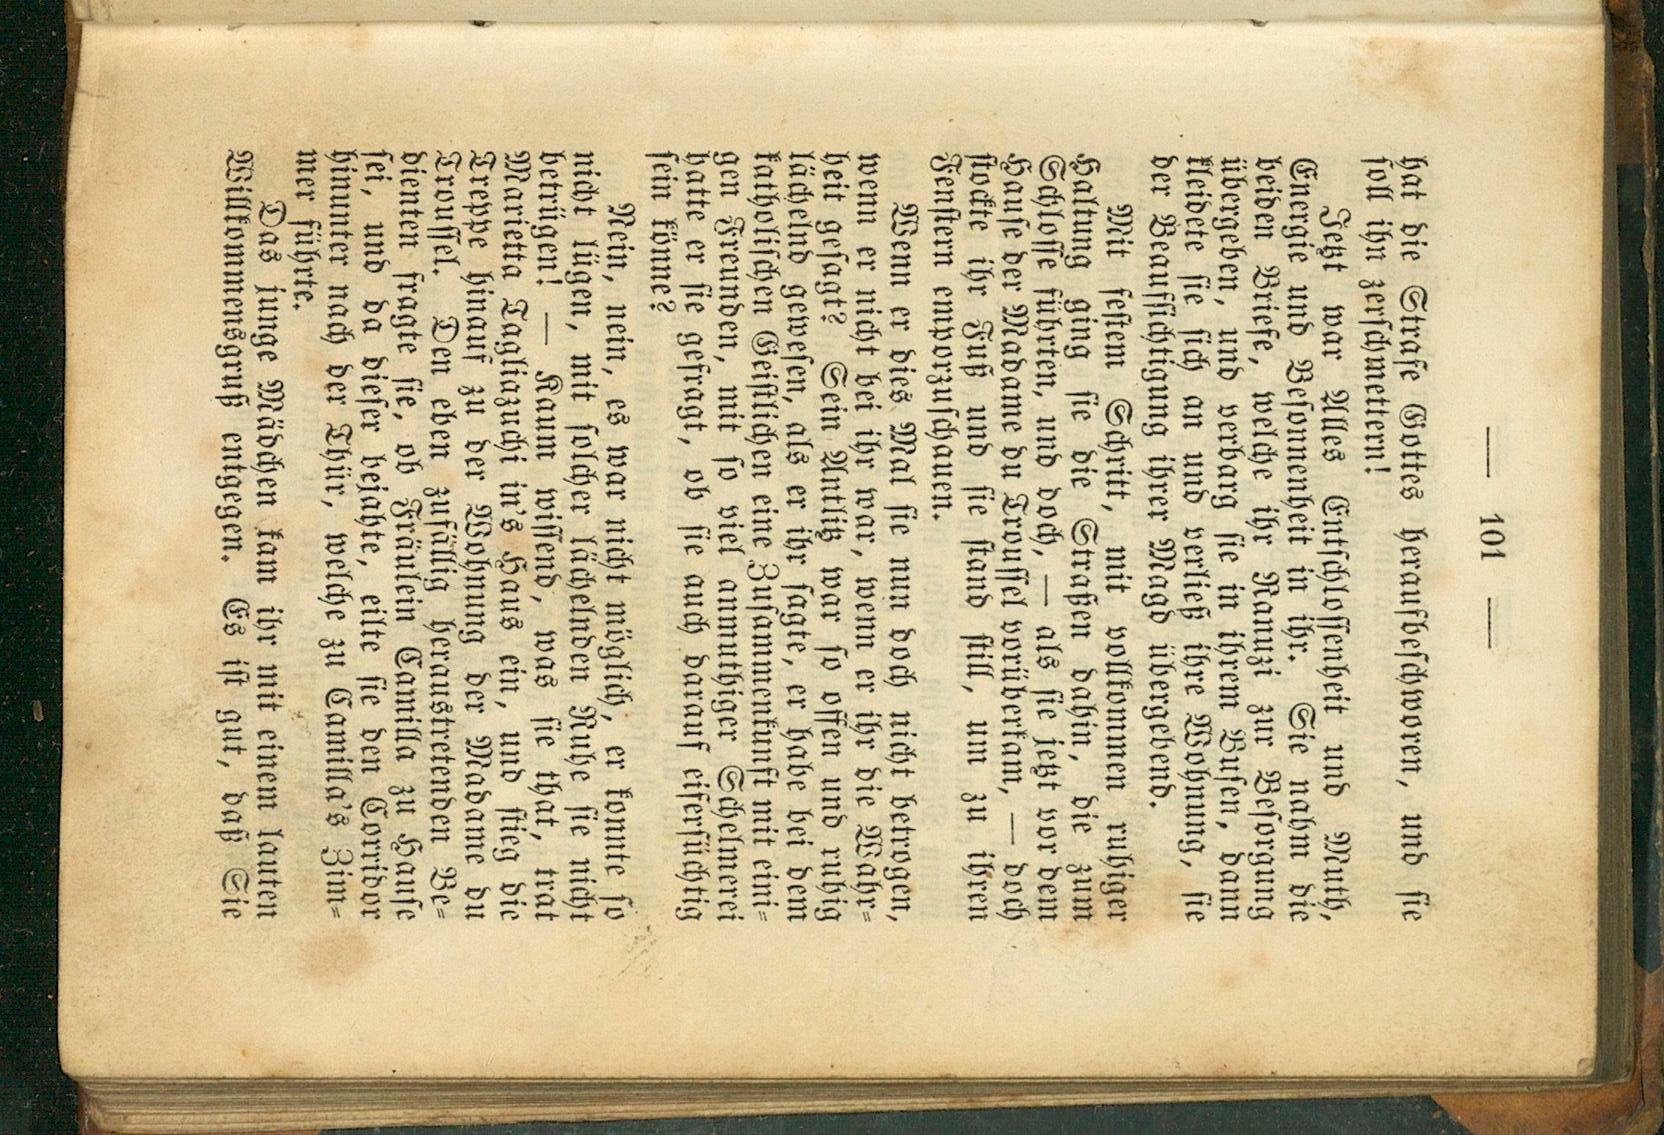 — 101 —
hat die Strafe Gottes heraufbeschworen, und sie
soll ihn zerschmettern!
Jetzt war Alles Entschlossenheit und Muth,
Energie und Besonnenheit in ihr. Sie nahm die
beiden Briefe, welche ihr Ranuzi zur Besorgung
übergeben, und verbarg sie in ihrem Busen, dann
kleidete sie sich an und verließ ihre Wohnung, sie
der Beaufsichtigung ihrer Magd übergebend.
Mit festem Schritt, mit vollkommen ruhiger
Haltung ging sie die Straßen dahin, die zum
Schlosse führten, und doch, — als sie jetzt vor dem
Hause der Madame du Troussel vorüberkam, — doch
stockte ihr Fuß und sie stand still, um zu ihren
Fenstern emporzuschauen.
Wenn er dies Mal sie nun doch nicht betrogen,
wenn er nicht bei ihr war, wenn er ihr die Wahr-
heit gesagt? Sein Antlitz war so offen und ruhig
lächelnd gewesen, als er ihr sagte, er habe bei dem
katholischen Geistlichen eine Zusammenkunft mit eini-
gen Freunden, mit so viel anmuthiger Schelmerei
hatte er sie gefragt, ob sie auch darauf eifersüchtig
sein könne?
Nein, nein, es war nicht möglich, er konnte so
nicht lügen, mit solcher lächelnden Ruhe sie nicht
betrügen! — Kaum wissend, was sie that, trat
Marietta Tagliazuchi in's Haus ein, und stieg die
Treppe hinauf zu der Wohnung der Madame du
Troussel. Den eben zufällig heraustretenden Be-
dienten fragte sie, ob Fräulein Camilla zu Hause
sei, und da dieser bejahte, eilte sie den Corridor
hinunter nach der Thür, welche zu Camilla's Zim-
mer führte.
Das junge Mädchen kam ihr mit einem lauten
Willkommensgruß entgegen. Es ist gut, daß Sie